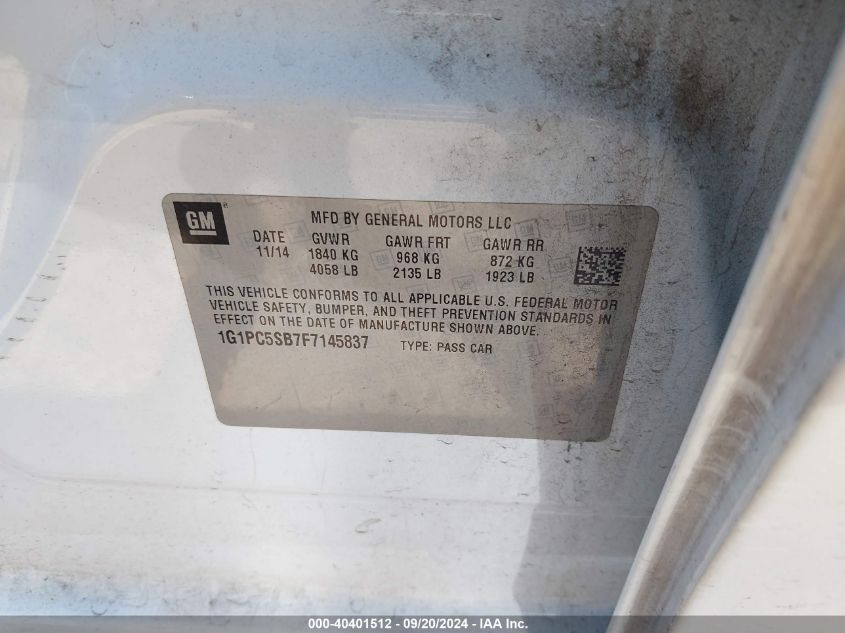 GM ®
MFD BY GENERAL MOTORS LLC
DATE GVWR GAWR FRT GAWR RR
11/14 1840 KG 968 KG 872 KG
4058 LB 2135 LB 1923 LB
THIS VEHICLE CONFORMS TO ALL APPLICABLE U.S. FEDERAL MOTOR
VEHICLE SAFETY, BUMPER, AND THEFT PREVENTION STANDARDS IN
EFFECT ON THE DATE OF MANUFACTURE SHOWN ABOVE.
1G1PC5SB7F7145837 TYPE: PASS CAR
000-40401512 - 09/20/2024 - IAA Inc.